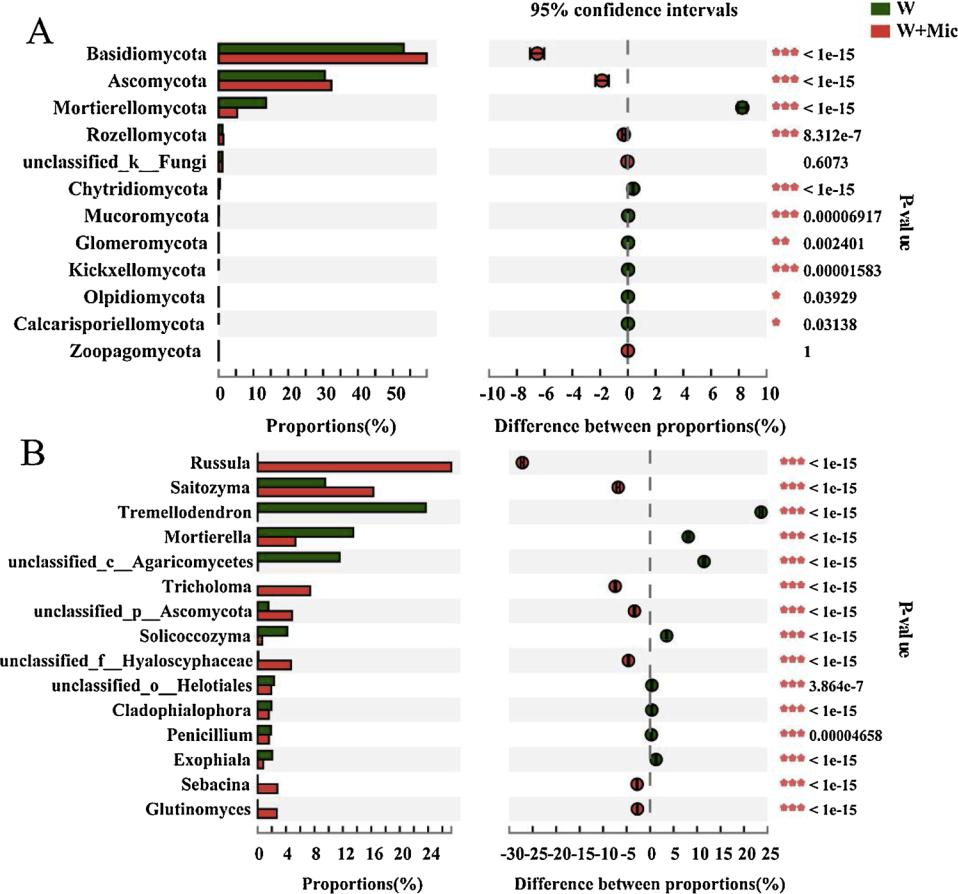 95% confidence intervals
W
W+Mic
A
Basidiomycota
*** < 1e-15
Ascomycota
*** < 1e-15
Mortierellomycota
*** < 1e-15
Rozellomycota
*** 8.312e-7
unclassified_k__Fungi
0.6073
Chytridiomycota
*** < 1e-15
Mucoromycota
*** 0.00006917
Glomeromycota
** 0.002401
Kickxellomycota
*** 0.00001583
Olpidiomycota
* 0.03929
Calcarisporiellomycota
* 0.03138
Zoopagomycota
1
P-value
0 10 20 30 40 50
-10 -8 -6 -4 -2 0 2 4 6 8 10
Proportions(%)
Difference between proportions(%)
B
Russula
*** < 1e-15
Saitozyma
*** < 1e-15
Tremellodendron
*** < 1e-15
Mortierella
*** < 1e-15
unclassified_c__Agaricomycetes
*** < 1e-15
Tricholoma
*** < 1e-15
unclassified_p__Ascomycota
*** < 1e-15
Solicoccozyma
*** < 1e-15
unclassified_f__Hyaloscyphaceae
*** < 1e-15
unclassified_o__Helotiales
*** 3.864e-7
Cladophialophora
*** < 1e-15
Penicillium
*** 0.00004658
Exophiala
*** < 1e-15
Sebacina
*** < 1e-15
Glutinomyces
*** < 1e-15
P-value
0 4 8 12 16 20 24
-30 -25 -20 -15 -10 -5 0 5 10 15 20 25
Proportions(%)
Difference between proportions(%)